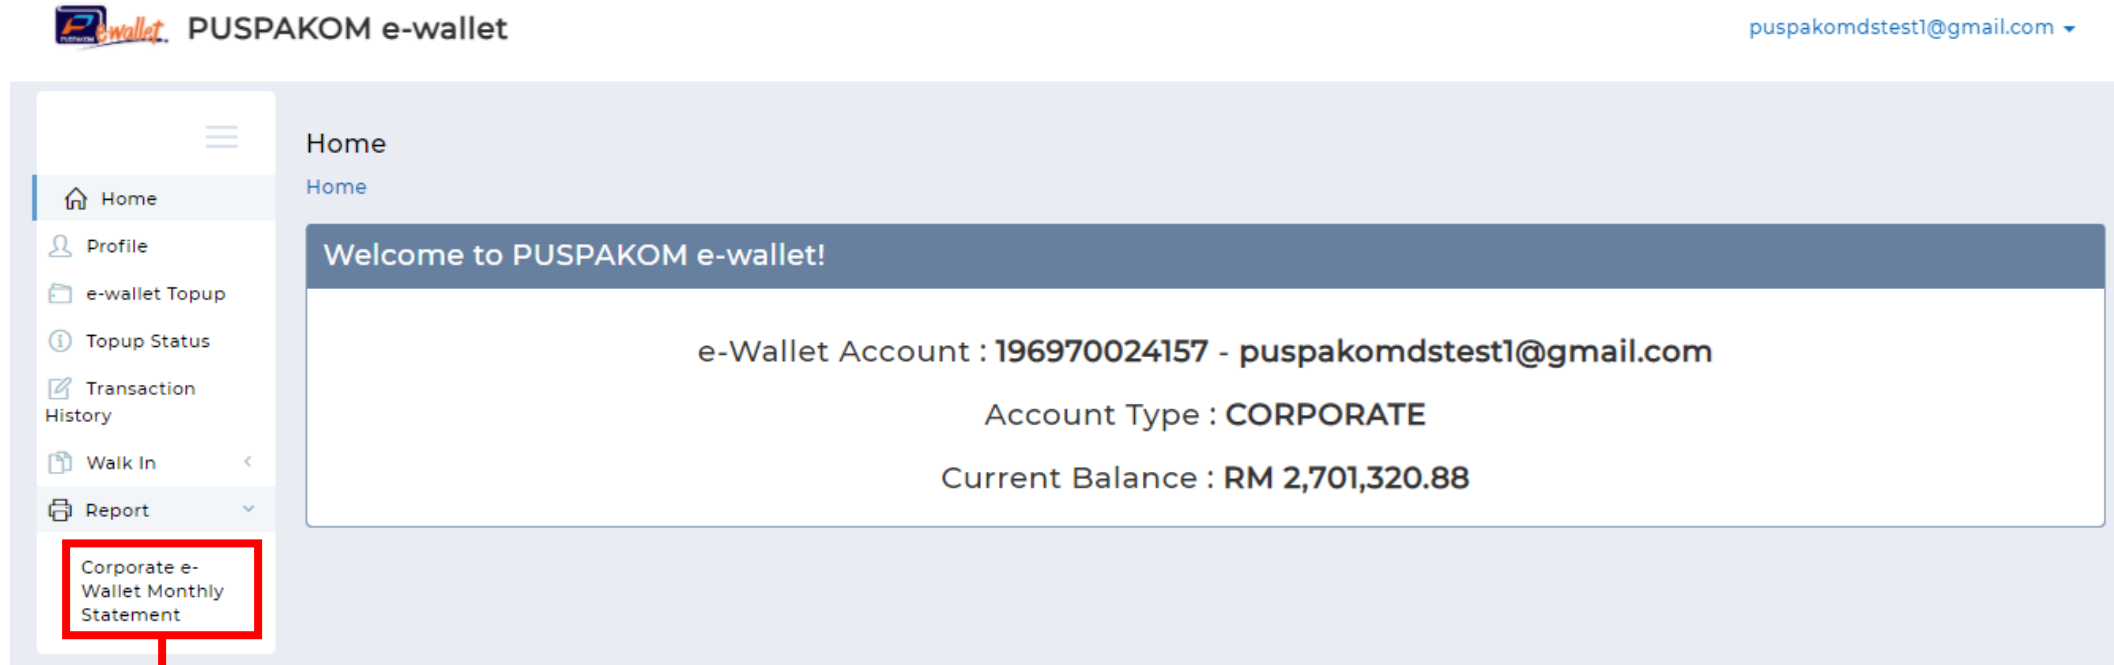 ewallet.
PUSPAKOM e-wallet
puspakomdstest1@gmail.com
Home
Home
Home
Profile
e-wallet Topup
Topup Status
Transaction
History
Walk In
Report
Corporate e-
Wallet Monthly
Statement
Welcome to PUSPAKOM e-wallet!
e-Wallet Account : 196970024157 - puspakomdstest1@gmail.com
Account Type : CORPORATE
Current Balance : RM 2,701,320.88